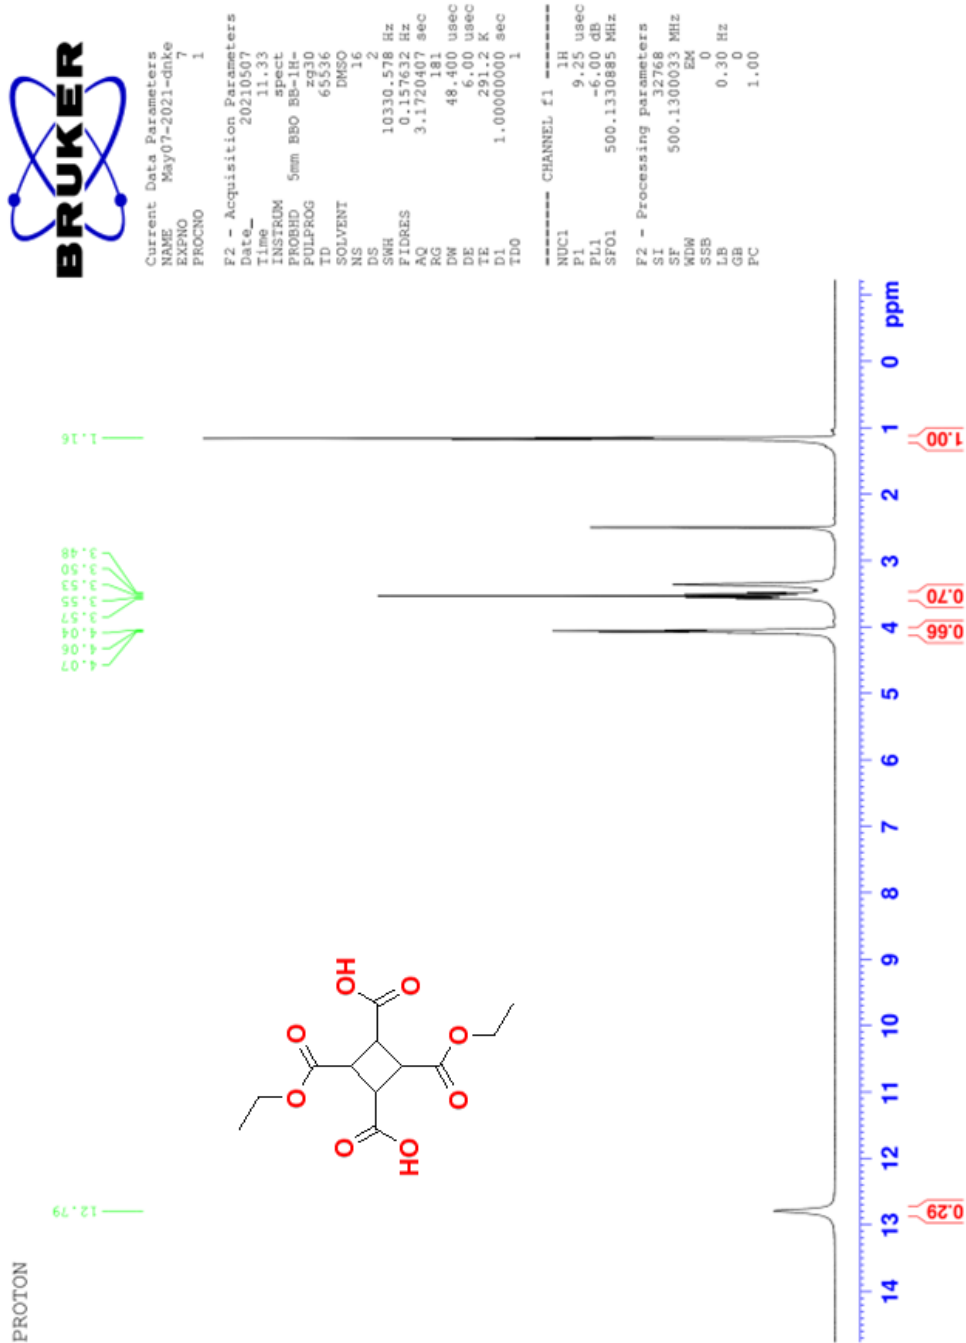 PROTON
BRUKER
Current Data Parameters
NAME May07-2021-dnke
EXPNO 7
PROCNO 1
F2 - Acquisition Parameters
Date_ 20210507
Time 11.33
INSTRUM spect
PROBHD 5mm BBO BB-1H-
PULPROG zg30
TD 65536
SOLVENT DMSO
NS 16
DS 2
SWH 10330.578 Hz
FIDRES 0.157632 Hz
AQ 3.1720407 sec
RG 181
DW 48.400 usec
DE 6.00 usec
TE 291.2 K
D1 1.00000000 sec
TD0 1
======== CHANNEL f1 ========
NUC1 1H
P1 9.25 usec
PL1 -6.00 dB
SFO1 500.1330885 MHz
F2 - Processing parameters
SI 32768
SF 500.1300033 MHz
WDW EM
SSB 0
LB 0.30 Hz
GB 0
PC 1.00
12.79
4.07
4.06
4.04
3.57
3.55
3.53
3.50
3.48
1.16
O
OH
O
O
O
O
O
HO
14 13 12 11 10 9 8 7 6 5 4 3 2 1 0 ppm
0.29
0.66
0.70
1.00